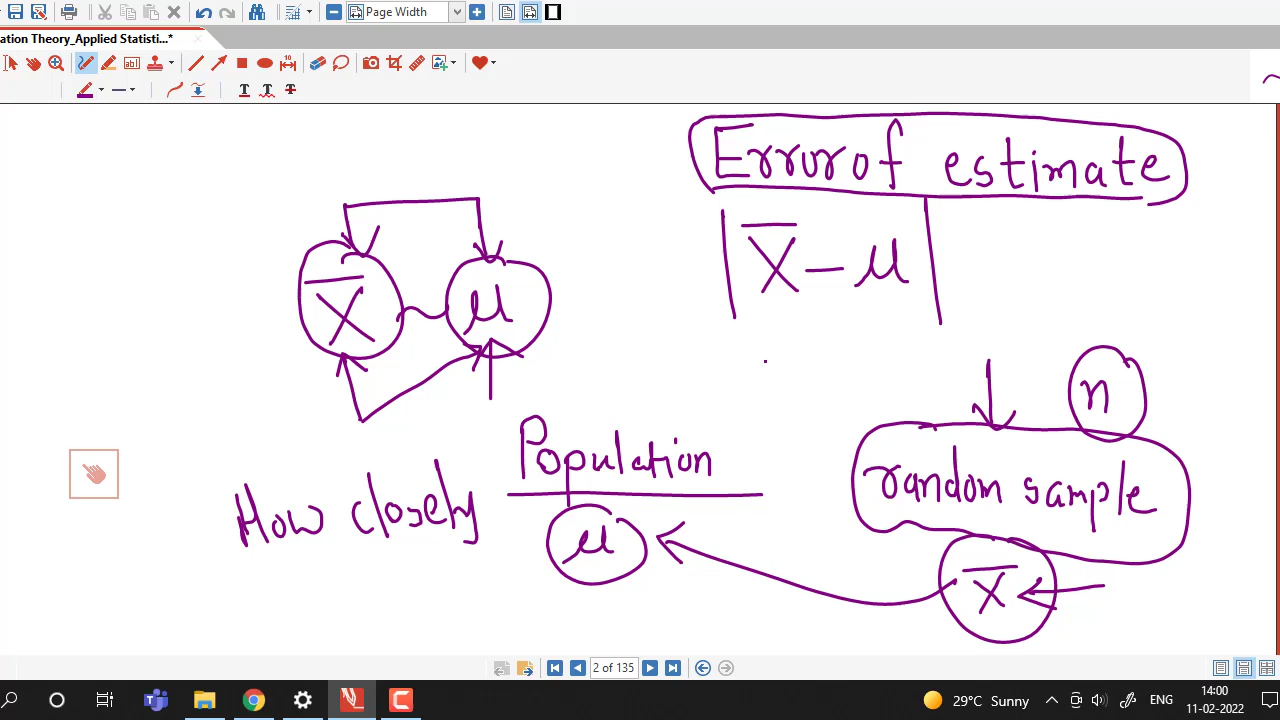 Page Width
ation Theory_Applied Statisti...*
Error of estimate
| X̅ – μ |
X̅ ~ μ
n
Population
random sample
How closely
μ
X̅
2 of 135
29°C Sunny
ENG
14:00
11-02-2022